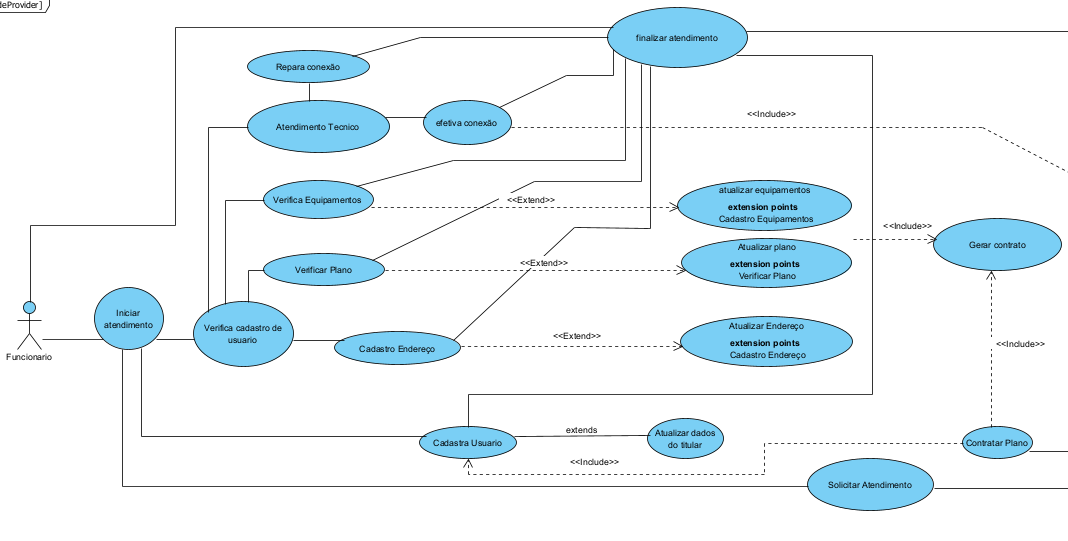 deProvider]
finalizar atendimento
Repara conexão
<<Include>>
Atendimento Tecnico
efetiva conexão
atualizar equipamentos
Verifica Equipamentos
<<Extend>>
extension points
Cadastro Equipamentos
<<Include>>
Gerar contrato
Atualizar plano
<<Extend>>
extension points
Verificar Plano
Verificar Plano
Iniciar
atendimento
Verifica cadastro de
usuario
Funcionario
Atualizar Endereço
<<Extend>>
extension points
Cadastro Endereço
Cadastro Endereço
<<Include>>
extends
Cadastra Usuario
Atualizar dados
do titular
Contratar Plano
<<Include>>
Solicitar Atendimento